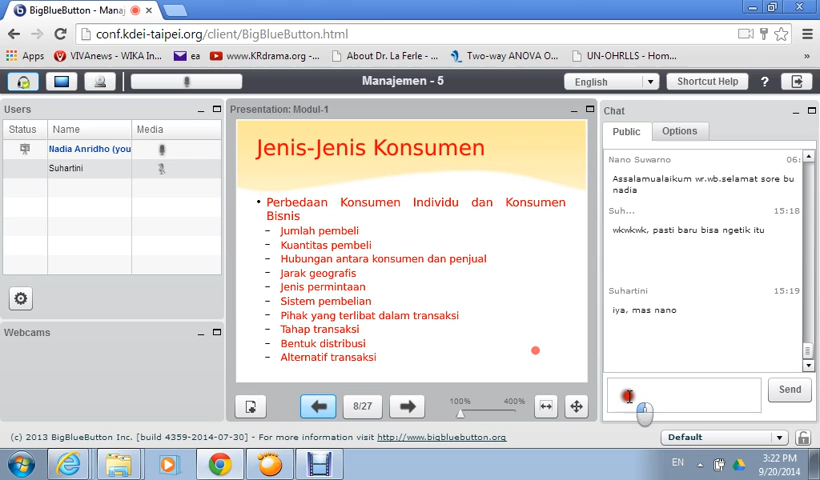 BigBlueButton - Manaj
conf.kdei-taipei.org/client/BigBlueButton.html
Apps VIVAnews - WIKA In... ea www.KRdrama.org -... About Dr. La Ferle - ... Two-way ANOVA O... UN-OHRLLS - Hom...
Manajemen - 5
English
Shortcut Help
?
Users
Status Name Media
Nadia Anridho (you
Suhartini
Webcams
Presentation: Modul-1
Jenis-Jenis Konsumen
• Perbedaan Konsumen Individu dan Konsumen
Bisnis
– Jumlah pembeli
– Kuantitas pembeli
– Hubungan antara konsumen dan penjual
– Jarak geografis
– Jenis permintaan
– Sistem pembelian
– Pihak yang terlibat dalam transaksi
– Tahap transaksi
– Bentuk distribusi
– Alternatif transaksi
8/27
100% 400%
Chat
Public Options
Nano Suwarno 06:
Assalamualaikum wr.wb.selamat sore bu
nadia
Suh... 15:18
wkwkwk, pasti baru bisa ngetik itu
Suhartini 15:19
iya, mas nano
Send
(c) 2013 BigBlueButton Inc. [build 4359-2014-07-30] - For more information visit http://www.bigbluebutton.org
Default
EN
3:22 PM
9/20/2014